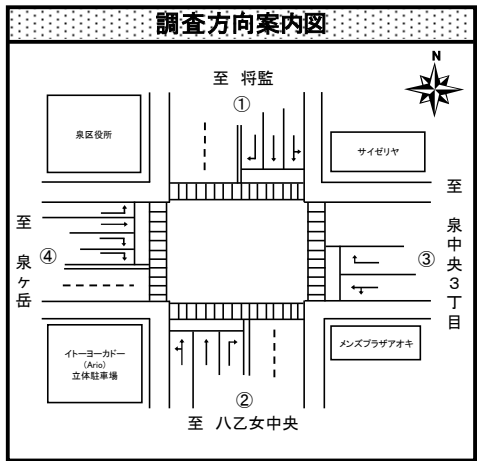 調査方向案内図
至 将監
①
N
泉区役所
サイゼリヤ
至 泉ヶ岳
④
③
至 泉中央3丁目
イトーヨーカドー
(Ario)
立体駐車場
メンズプラザアオキ
②
至 八乙女中央